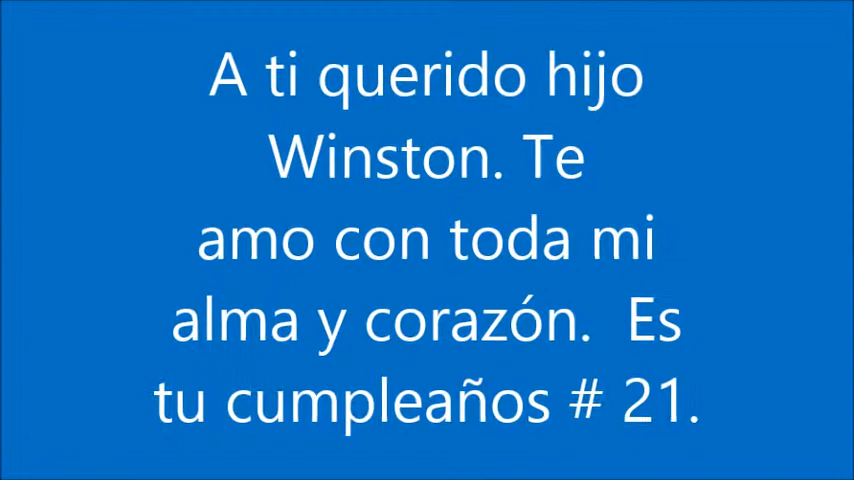 A ti querido hijo
Winston. Te
amo con toda mi
alma y corazón.  Es
tu cumpleaños # 21.